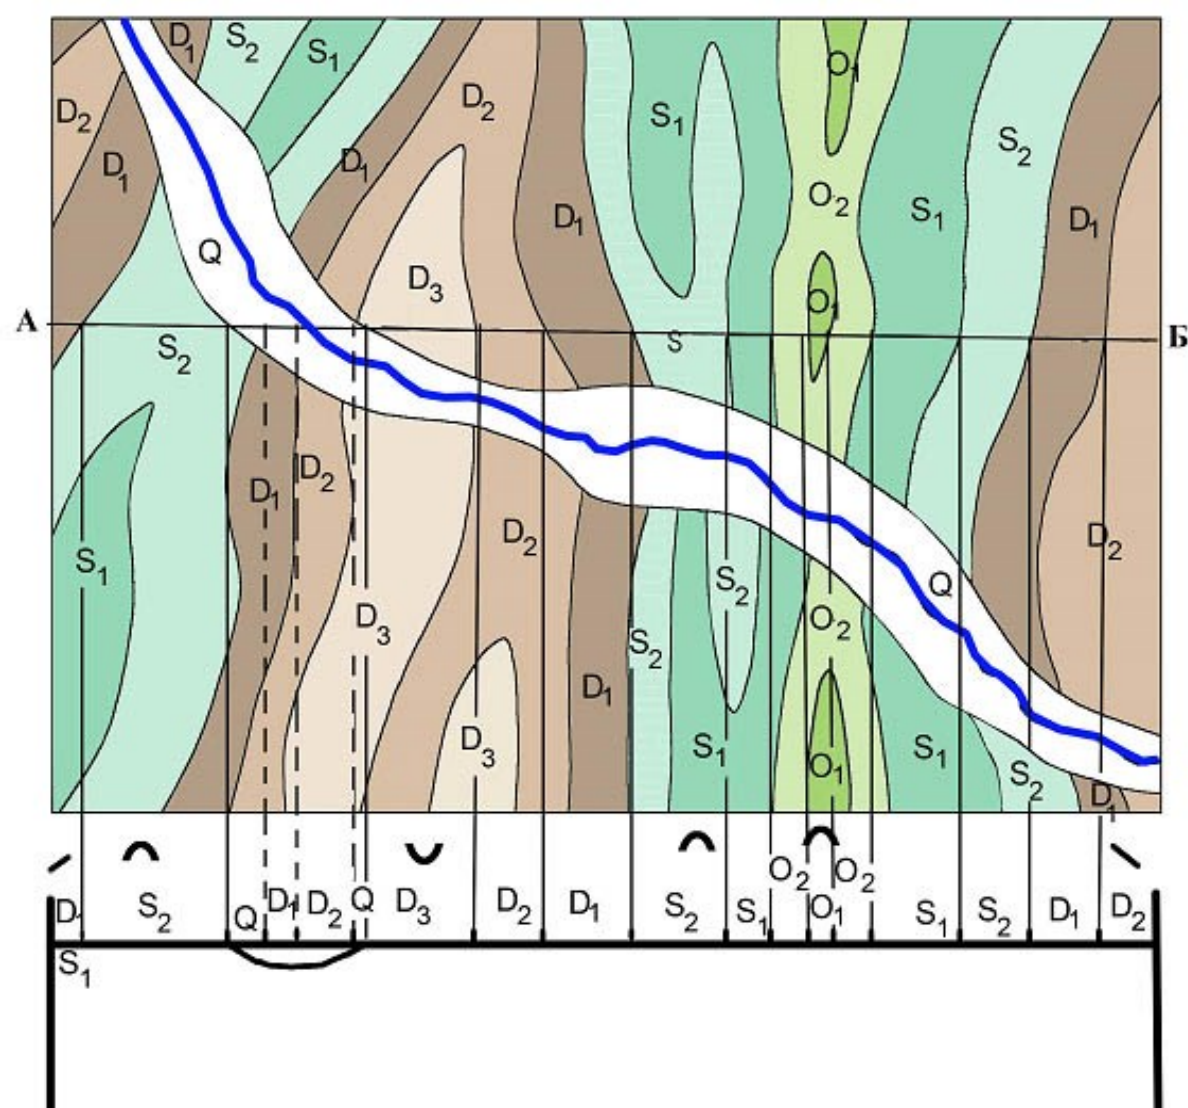 D₁ S₂ S₁ O₁
D₂ D₂ S₁ S₂
D₁ D₁ O₂ S₁
Q D₁ D₁
D₃ O₁
А Б
S₂ S
D₁ D₂ D₂ D₂
S₁ S₂ Q
D₃ O₂
S₂ D₁
D₃ S₁ O₁ S₁ S₂ D₁
O₂ O₂
D S₂ Q D₁ D₂ Q D₃ D₂ D₁ S₂ S₁ O₁ S₁ S₂ D₁ D₂
S₁